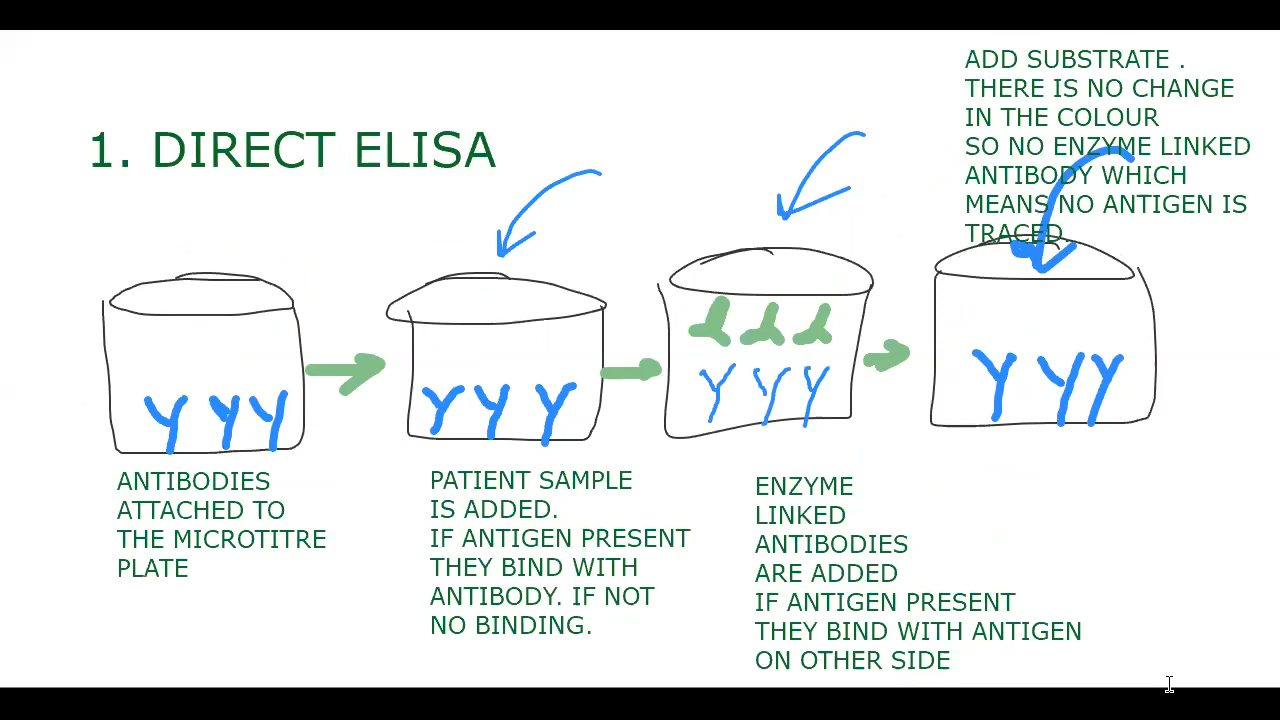 1. DIRECT ELISA
ANTIBODIES
ATTACHED TO
THE MICROTITRE
PLATE
PATIENT SAMPLE
IS ADDED.
IF ANTIGEN PRESENT
THEY BIND WITH
ANTIBODY. IF NOT
NO BINDING.
ENZYME
LINKED
ANTIBODIES
ARE ADDED
IF ANTIGEN PRESENT
THEY BIND WITH ANTIGEN
ON OTHER SIDE
ADD SUBSTRATE .
THERE IS NO CHANGE
IN THE COLOUR
SO NO ENZYME LINKED
ANTIBODY WHICH
MEANS NO ANTIGEN IS
TRACED.